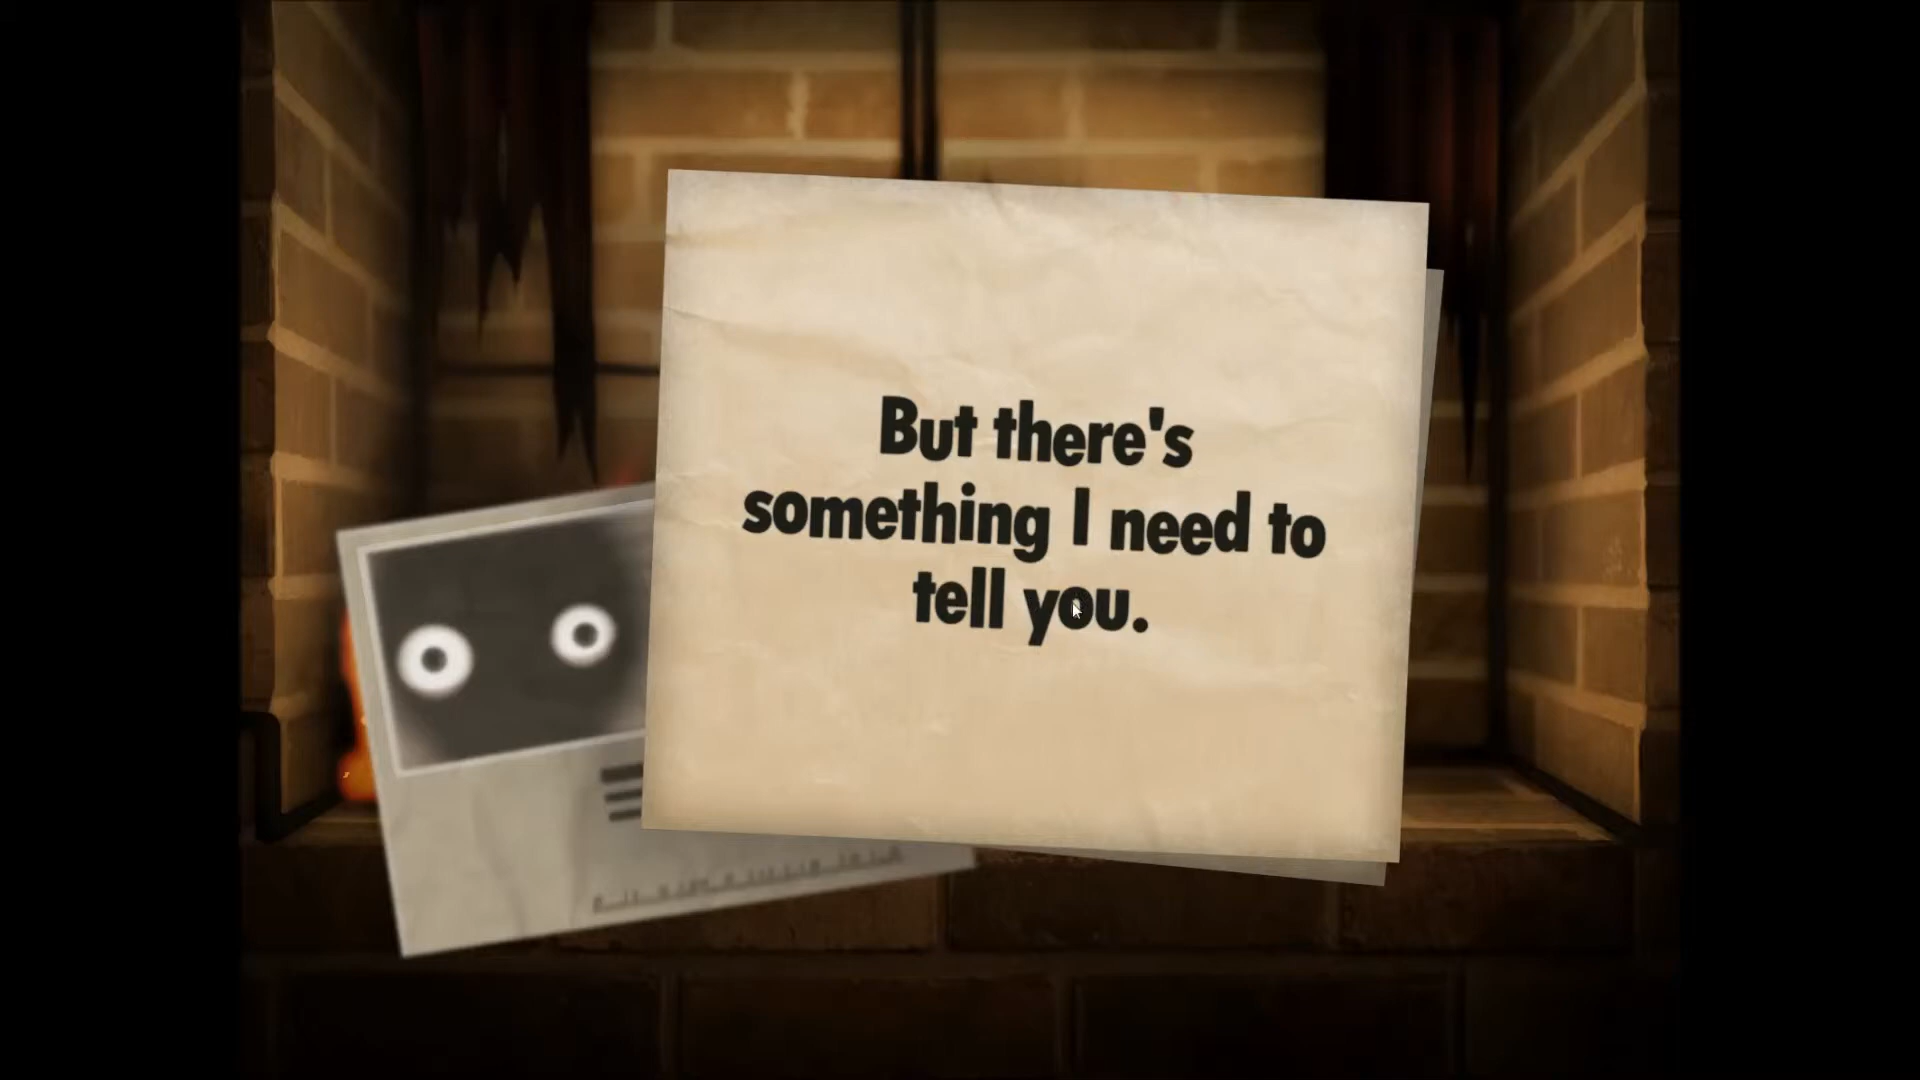 But there's
something I need to
tell you.